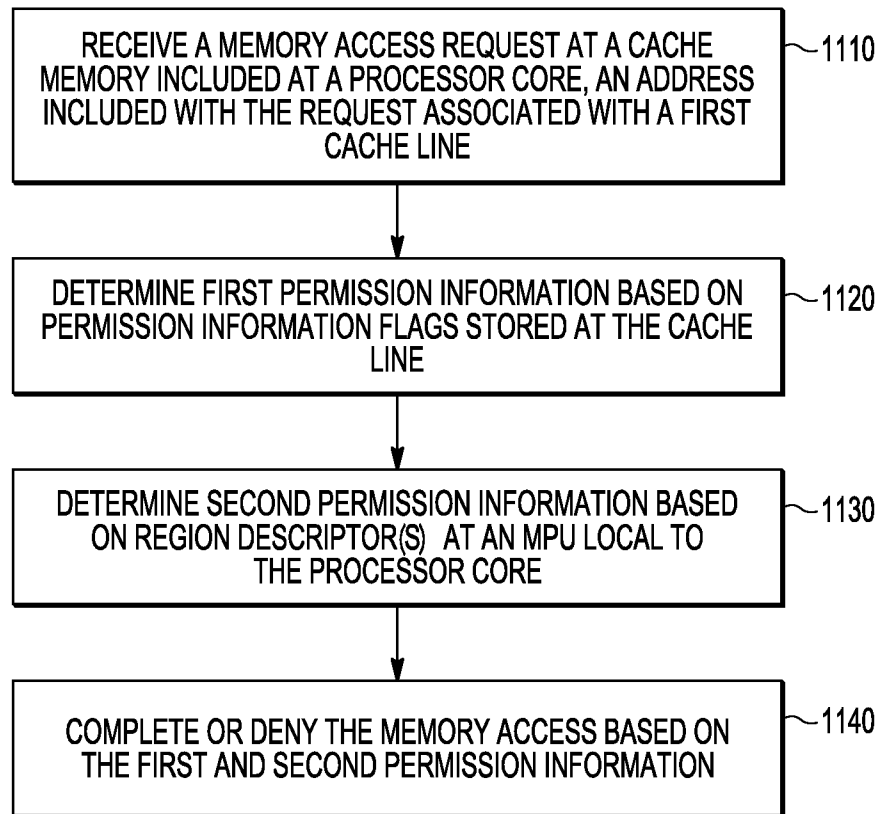 RECEIVE A MEMORY ACCESS REQUEST AT A CACHE
MEMORY INCLUDED AT A PROCESSOR CORE, AN ADDRESS
INCLUDED WITH THE REQUEST ASSOCIATED WITH A FIRST
CACHE LINE
1110
DETERMINE FIRST PERMISSION INFORMATION BASED ON
PERMISSION INFORMATION FLAGS STORED AT THE CACHE
LINE
1120
DETERMINE SECOND PERMISSION INFORMATION BASED
ON REGION DESCRIPTOR(S) AT AN MPU LOCAL TO
THE PROCESSOR CORE
1130
COMPLETE OR DENY THE MEMORY ACCESS BASED ON
THE FIRST AND SECOND PERMISSION INFORMATION
1140